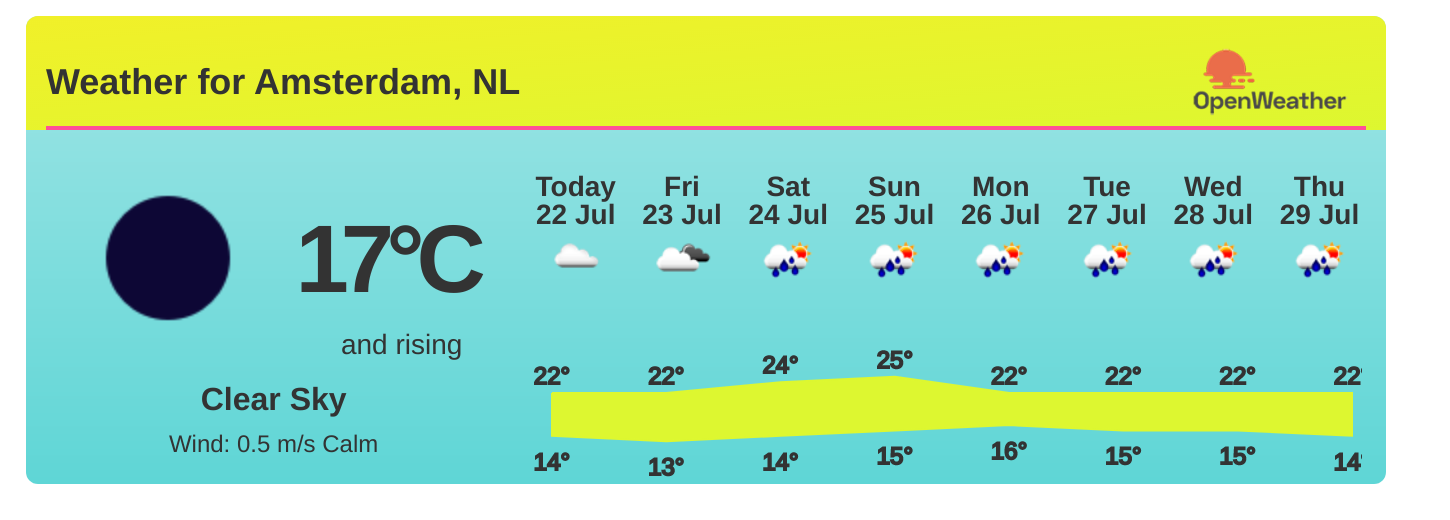 Weather for Amsterdam, NL
OpenWeather
17°C
and rising
Clear Sky
Wind: 0.5 m/s Calm
Today Fri Sat Sun Mon Tue Wed Thu
22 Jul 23 Jul 24 Jul 25 Jul 26 Jul 27 Jul 28 Jul 29 Jul
22° 22° 24° 25° 22° 22° 22° 22°
14° 13° 14° 15° 16° 15° 15° 14°